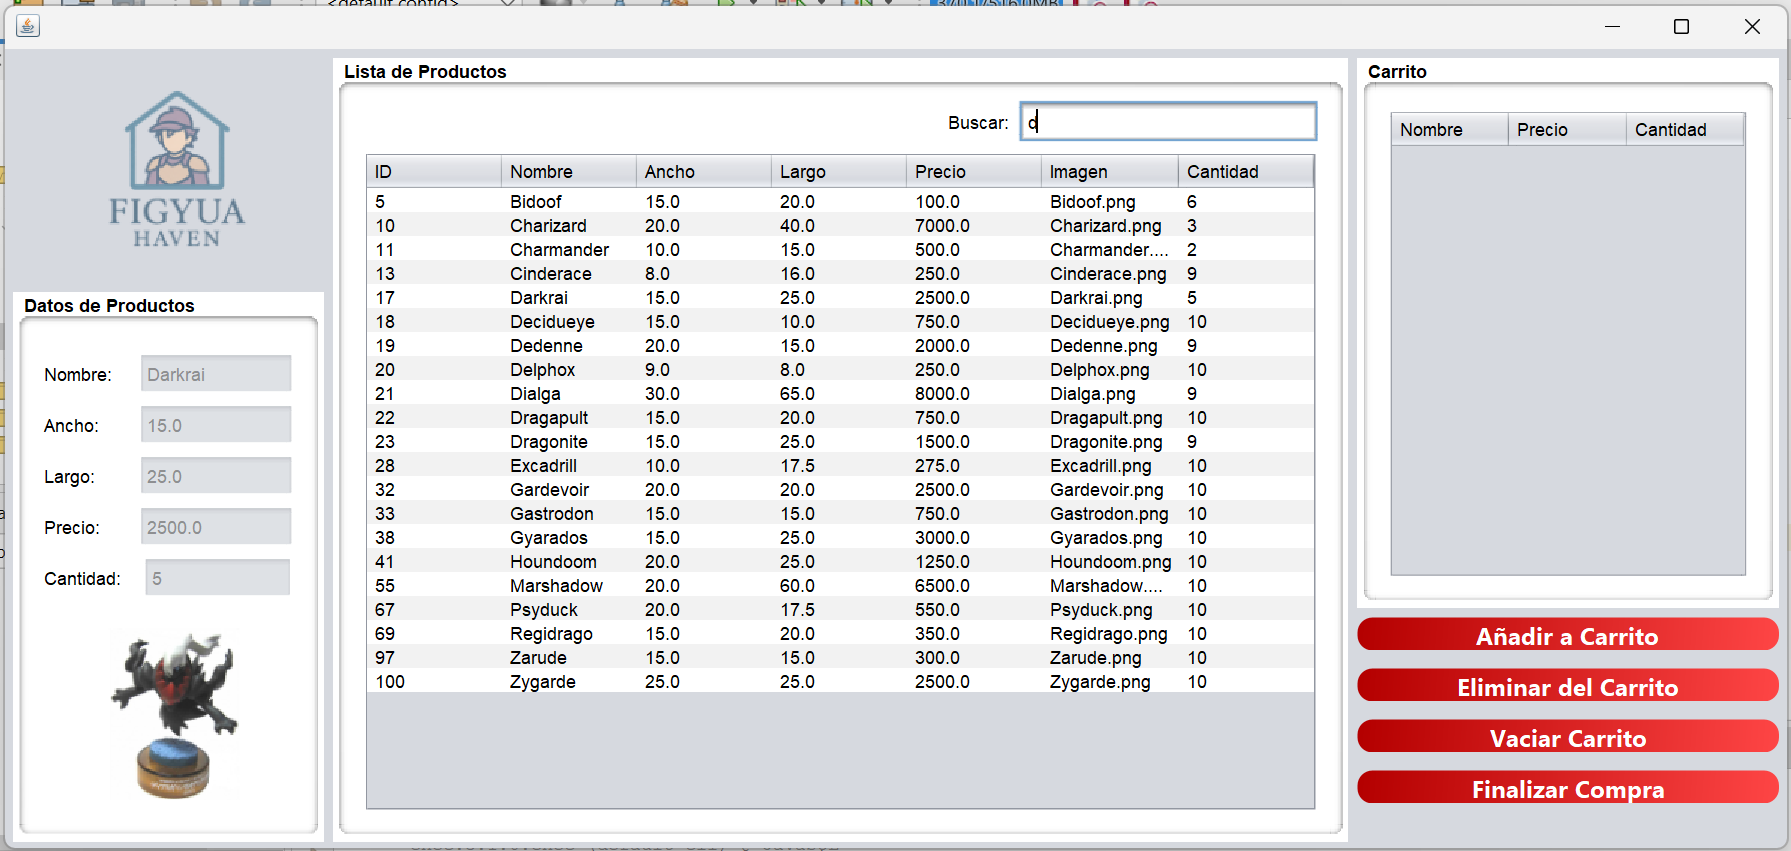 <default config>
370.1/516.0MB
FIGYUA
HAVEN
Datos de Productos
Nombre: Darkrai
Ancho: 15.0
Largo: 25.0
Precio: 2500.0
Cantidad: 5
Lista de Productos
Buscar: d
ID Nombre Ancho Largo Precio Imagen Cantidad
5 Bidoof 15.0 20.0 100.0 Bidoof.png 6
10 Charizard 20.0 40.0 7000.0 Charizard.png 3
11 Charmander 10.0 15.0 500.0 Charmander.... 2
13 Cinderace 8.0 16.0 250.0 Cinderace.png 9
17 Darkrai 15.0 25.0 2500.0 Darkrai.png 5
18 Decidueye 15.0 10.0 750.0 Decidueye.png 10
19 Dedenne 20.0 15.0 2000.0 Dedenne.png 9
20 Delphox 9.0 8.0 250.0 Delphox.png 10
21 Dialga 30.0 65.0 8000.0 Dialga.png 9
22 Dragapult 15.0 20.0 750.0 Dragapult.png 10
23 Dragonite 15.0 25.0 1500.0 Dragonite.png 9
28 Excadrill 10.0 17.5 275.0 Excadrill.png 10
32 Gardevoir 20.0 20.0 2500.0 Gardevoir.png 10
33 Gastrodon 15.0 15.0 750.0 Gastrodon.png 10
38 Gyarados 15.0 25.0 3000.0 Gyarados.png 10
41 Houndoom 20.0 25.0 1250.0 Houndoom.png 10
55 Marshadow 20.0 60.0 6500.0 Marshadow.... 10
67 Psyduck 20.0 17.5 550.0 Psyduck.png 10
69 Regidrago 15.0 20.0 350.0 Regidrago.png 10
97 Zarude 15.0 15.0 300.0 Zarude.png 10
100 Zygarde 25.0 25.0 2500.0 Zygarde.png 10
Carrito
Nombre Precio Cantidad
Añadir a Carrito
Eliminar del Carrito
Vaciar Carrito
Finalizar Compra